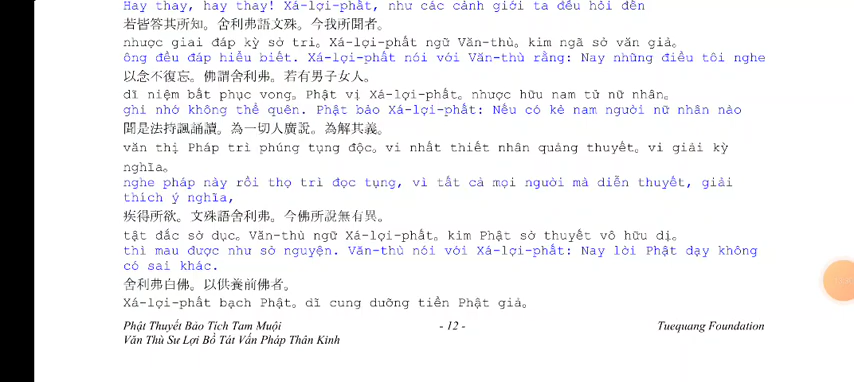 Hay thay, hay thay! Xá-lợi-phất, như các cảnh giới ta đều hỏi đến
若皆答其所知。舍利弗語文殊。今我所聞者。
nhược giai đáp kỳ sở tri。Xá-lợi-phất ngữ Văn-thù。kim ngã sở văn giả。
ông đều đáp hiểu biết. Xá-lợi-phất nói với Văn-thù rằng: Nay những điều tôi nghe
以念不復忘。佛謂舍利弗。若有男子女人。
dĩ niệm bất phục vong。Phật vị Xá-lợi-phất。nhược hữu nam tử nữ nhân。
ghi nhớ không thể quên. Phật bảo Xá-lợi-phất: Nếu có kẻ nam người nữ nhân nào
聞是法持諷誦讀。為一切人廣說。為解其義。
văn thị Pháp trì phúng tụng độc。vi nhất thiết nhân quảng thuyết。vi giải kỳ
nghĩa。
nghe pháp này rồi thọ trì đọc tụng, vì tất cả mọi người mà diễn thuyết, giải
thích ý nghĩa,
疾得所欲。文殊語舍利弗。今佛所說無有異。
tật đắc sở dục。Văn-thù ngữ Xá-lợi-phất。kim Phật sở thuyết vô hữu dị。
thì mau được như sở nguyện. Văn-thù nói với Xá-lợi-phất: Nay lời Phật dạy không
có sai khác.
舍利弗白佛。以供養前佛者。
Xá-lợi-phất bạch Phật。dĩ cung dưỡng tiền Phật giả。
Phật Thuyết Bảo Tích Tam Muội - 12 - Tuequang Foundation
Văn Thù Sư Lợi Bồ Tát Vấn Pháp Thân Kinh